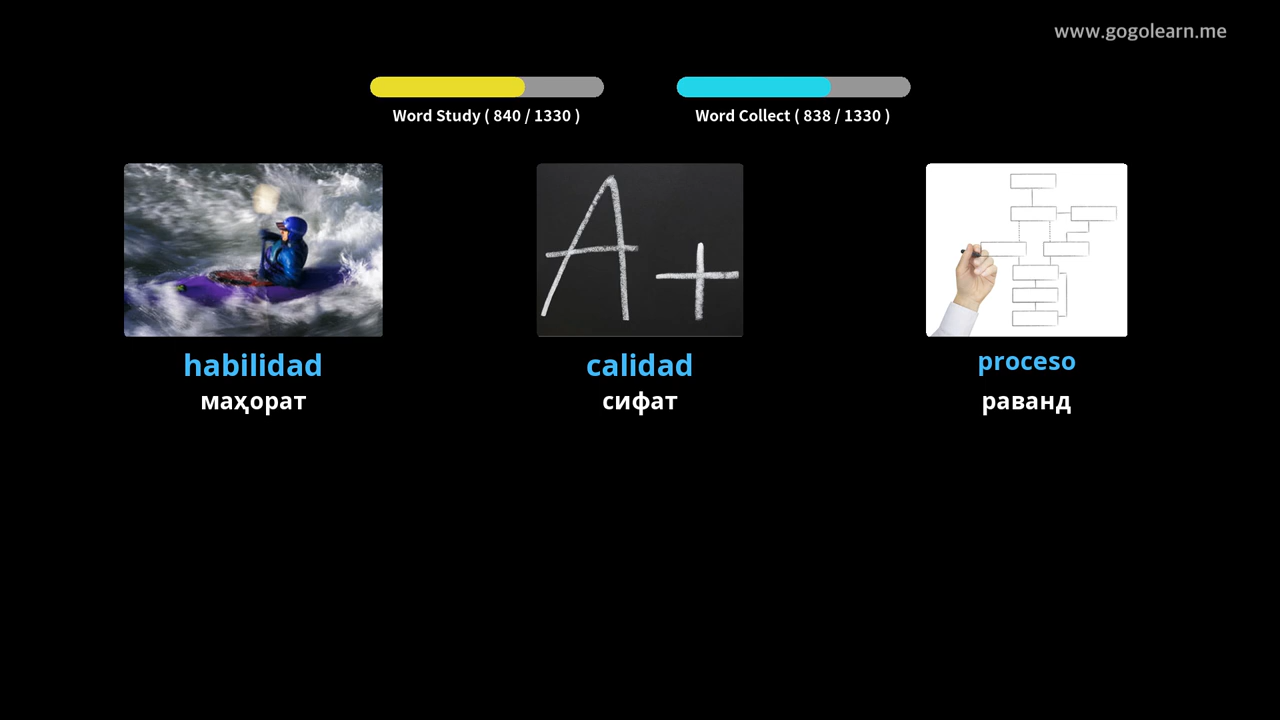 www.gogolearn.me
Word Study ( 840 / 1330 )
Word Collect ( 838 / 1330 )
A+
habilidad
calidad
proceso
маҳорат
сифат
раванд